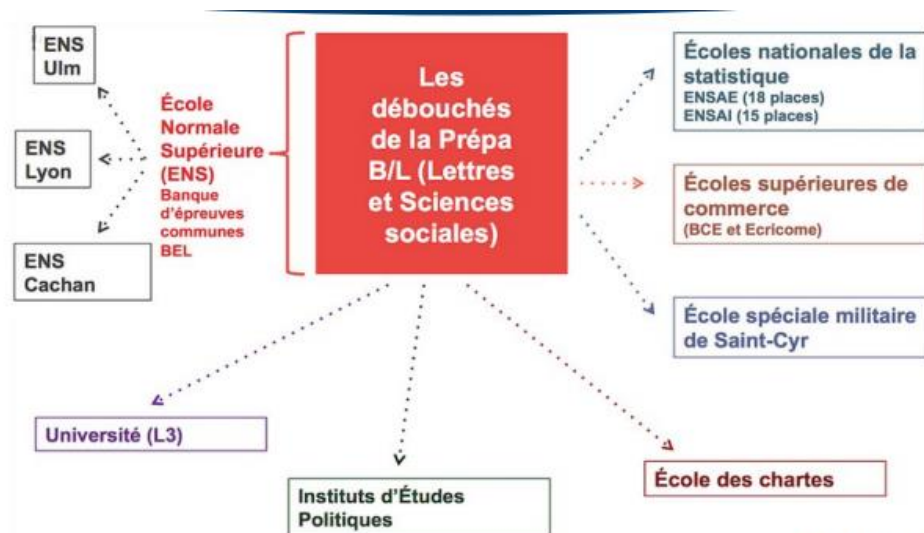 ENS
Ulm
ENS
Lyon
ENS
Cachan
École
Normale
Supérieure
(ENS)
Banque
d'épreuves
communes
BEL
Les
débouchés
de la Prépa
B/L (Lettres
et Sciences
sociales)
Écoles nationales de la
statistique
ENSAE (18 places)
ENSAI (15 places)
Écoles supérieures de
commerce
(BCE et Ecricome)
École spéciale militaire
de Saint-Cyr
Université (L3)
Instituts d'Études
Politiques
École des chartes